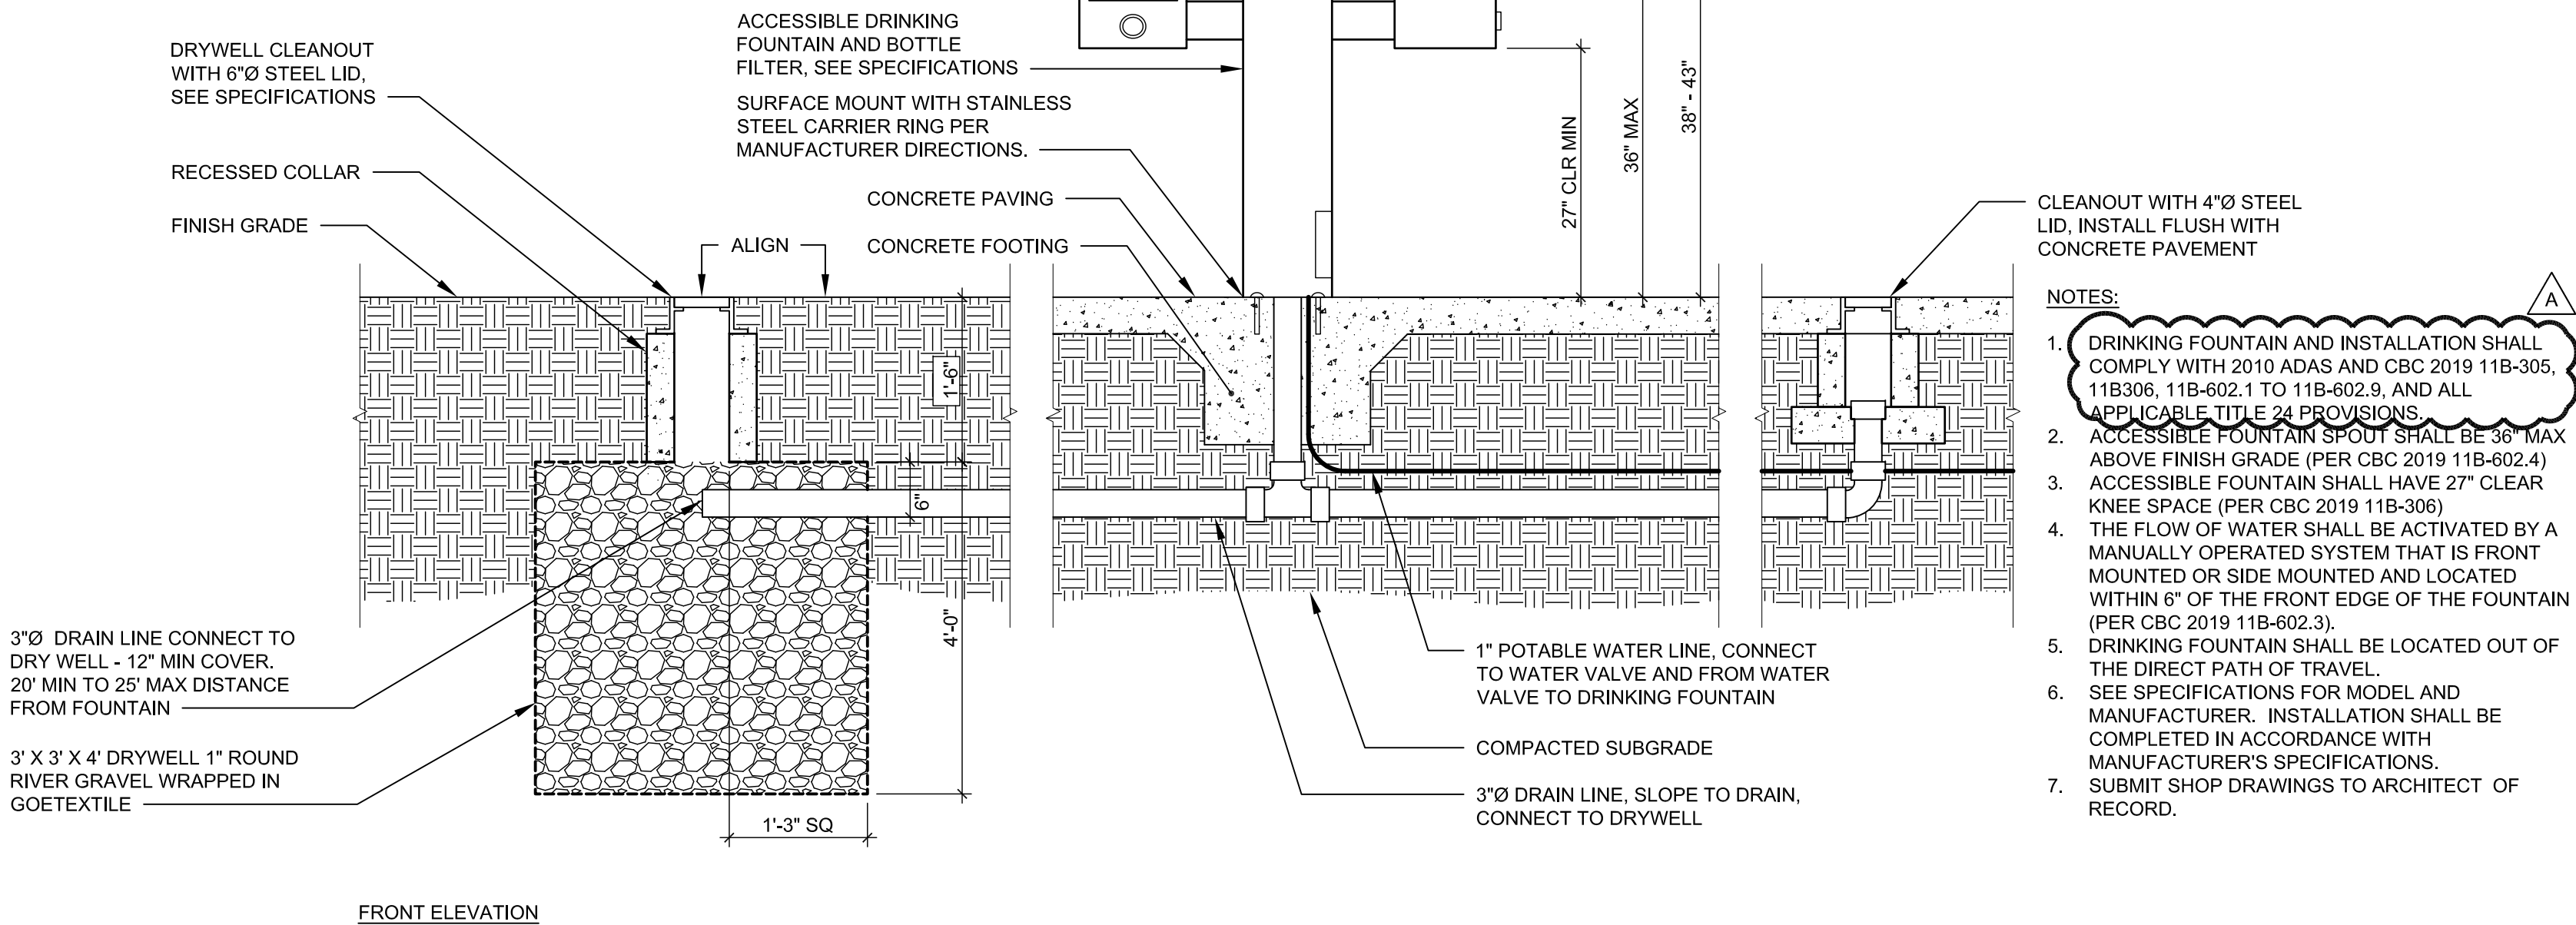 ACCESSIBLE DRINKING
FOUNTAIN AND BOTTLE
FILTER, SEE SPECIFICATIONS
DRYWELL CLEANOUT
WITH 6"Ø STEEL LID,
SEE SPECIFICATIONS
SURFACE MOUNT WITH STAINLESS
STEEL CARRIER RING PER
MANUFACTURER DIRECTIONS.
RECESSED COLLAR
CONCRETE PAVING
FINISH GRADE
ALIGN
CONCRETE FOOTING
27" CLR MIN
36" MAX
38" - 43"
CLEANOUT WITH 4"Ø STEEL
LID, INSTALL FLUSH WITH
CONCRETE PAVEMENT
1'-6"
6"
4'-0"
1'-3" SQ
3"Ø  DRAIN LINE CONNECT TO
DRY WELL - 12" MIN COVER.
20' MIN TO 25' MAX DISTANCE
FROM FOUNTAIN
3' X 3' X 4' DRYWELL 1" ROUND
RIVER GRAVEL WRAPPED IN
GOETEXTILE
1" POTABLE WATER LINE, CONNECT
TO WATER VALVE AND FROM WATER
VALVE TO DRINKING FOUNTAIN
COMPACTED SUBGRADE
3"Ø DRAIN LINE, SLOPE TO DRAIN,
CONNECT TO DRYWELL
NOTES:
A
1. DRINKING FOUNTAIN AND INSTALLATION SHALL
COMPLY WITH 2010 ADAS AND CBC 2019 11B-305,
11B306, 11B-602.1 TO 11B-602.9, AND ALL
APPLICABLE TITLE 24 PROVISIONS.
2. ACCESSIBLE FOUNTAIN SPOUT SHALL BE 36" MAX
ABOVE FINISH GRADE (PER CBC 2019 11B-602.4)
3. ACCESSIBLE FOUNTAIN SHALL HAVE 27" CLEAR
KNEE SPACE (PER CBC 2019 11B-306)
4. THE FLOW OF WATER SHALL BE ACTIVATED BY A
MANUALLY OPERATED SYSTEM THAT IS FRONT
MOUNTED OR SIDE MOUNTED AND LOCATED
WITHIN 6" OF THE FRONT EDGE OF THE FOUNTAIN
(PER CBC 2019 11B-602.3).
5. DRINKING FOUNTAIN SHALL BE LOCATED OUT OF
THE DIRECT PATH OF TRAVEL.
6. SEE SPECIFICATIONS FOR MODEL AND
MANUFACTURER.  INSTALLATION SHALL BE
COMPLETED IN ACCORDANCE WITH
MANUFACTURER'S SPECIFICATIONS.
7. SUBMIT SHOP DRAWINGS TO ARCHITECT  OF
RECORD.
FRONT ELEVATION